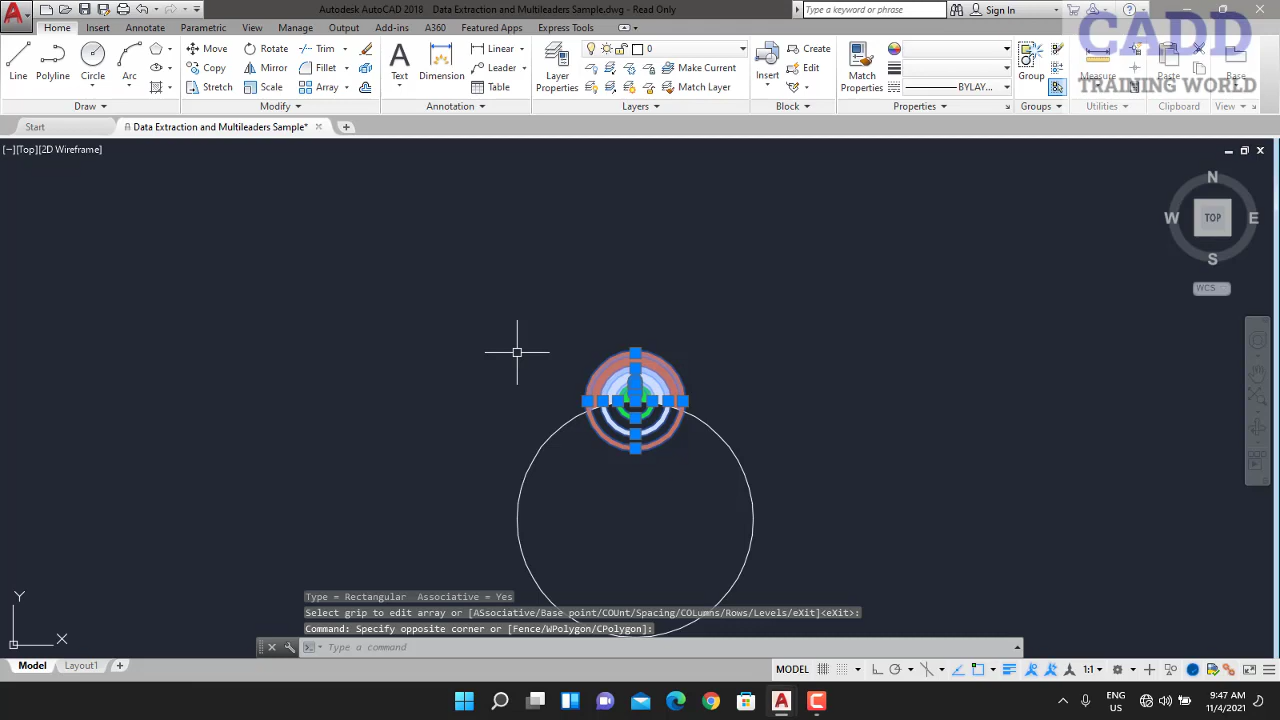 Autodesk AutoCAD 2018 Data Extraction and Multileaders Sample.dwg - Read Only
Type a keyword or phrase
Sign In
CADD
TRAINING WORLD
Home Insert Annotate Parametric View Manage Output Add-ins A360 Featured Apps Express Tools
Line Polyline Circle Arc
Move Rotate Trim
Copy Mirror Fillet
Stretch Scale Array
Text Dimension
Linear
Leader
Table
Layer Properties
0
Make Current
Match Layer
Insert
Create
Edit
Match Properties
BYLAY...
Group
Measure
Paste
Base
Draw Modify Annotation Layers Block Properties Groups Utilities Clipboard View
Start Data Extraction and Multileaders Sample*
[−][Top][2D Wireframe]
N
W TOP E
S
WCS
Type = Rectangular Associative = Yes
Select grip to edit array or [ASsociative/Base point/COUnt/Spacing/COLumns/Rows/Levels/eXit]<eXit>:
Command: Specify opposite corner or [Fence/WPolygon/CPolygon]:
Type a command
Y
X
Model Layout1
MODEL
1:1
ENG
US
9:47 AM
11/4/2021